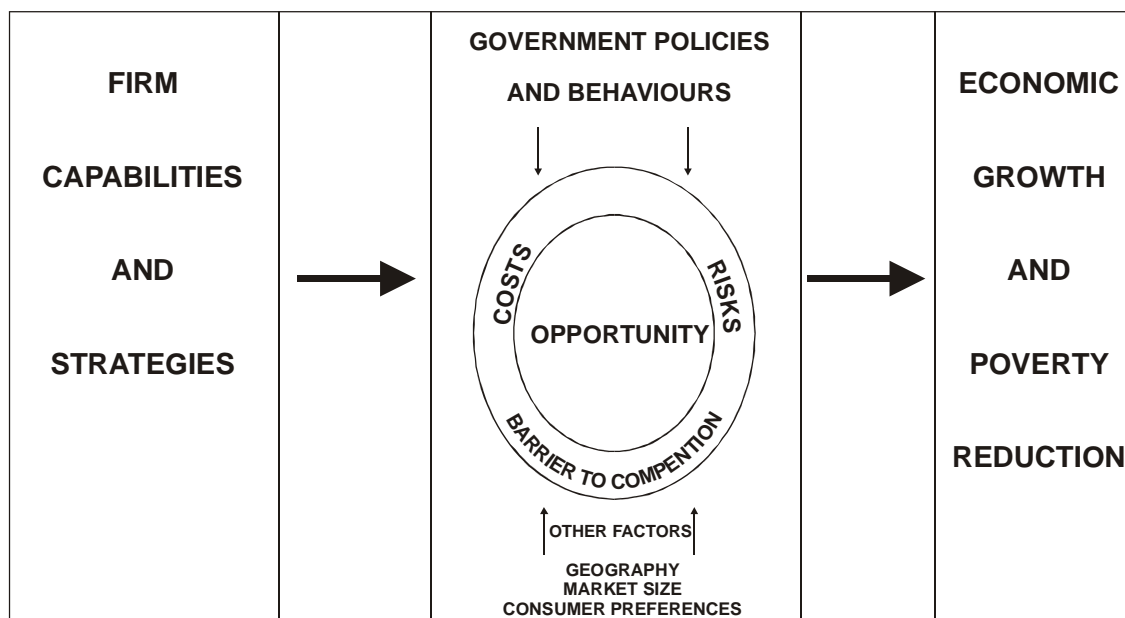 FIRM
CAPABILITIES
AND
STRATEGIES
GOVERNMENT POLICIES
AND BEHAVIOURS
COSTS
RISKS
OPPORTUNITY
BARRIER TO COMPENTION
OTHER FACTORS
GEOGRAPHY
MARKET SIZE
CONSUMER PREFERENCES
ECONOMIC
GROWTH
AND
POVERTY
REDUCTION